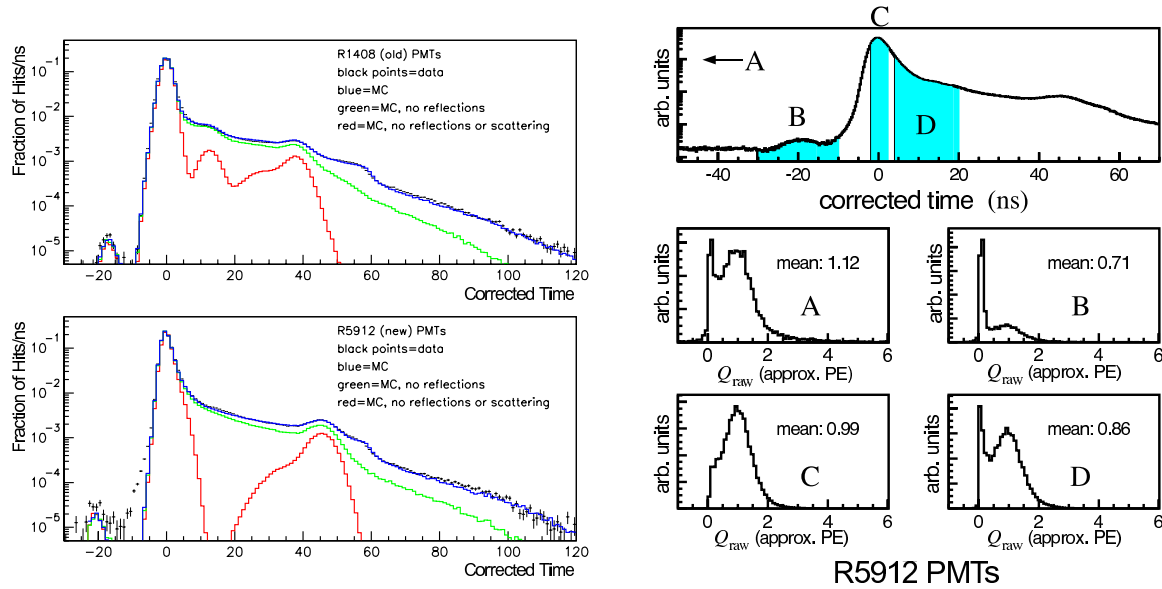 R1408 (old) PMTs
black points=data
blue=MC
green=MC, no reflections
red=MC, no reflections or scattering
Fraction of Hits/ns
10⁻¹
10⁻²
10⁻³
10⁻⁴
10⁻⁵
−20 0 20 40 60 80 100 120
Corrected Time
R5912 (new) PMTs
black points=data
blue=MC
green=MC, no reflections
red=MC, no reflections or scattering
Fraction of Hits/ns
10⁻¹
10⁻²
10⁻³
10⁻⁴
10⁻⁵
−20 0 20 40 60 80 100 120
Corrected Time
C
A
B
D
arb. units
-40 -20 0 20 40 60
corrected time (ns)
arb. units
mean: 1.12
A
0 2 4 6
Qraw (approx. PE)
arb. units
mean: 0.71
B
0 2 4 6
Qraw (approx. PE)
arb. units
mean: 0.99
C
0 2 4 6
Qraw (approx. PE)
arb. units
mean: 0.86
D
0 2 4 6
Qraw (approx. PE)
R5912 PMTs